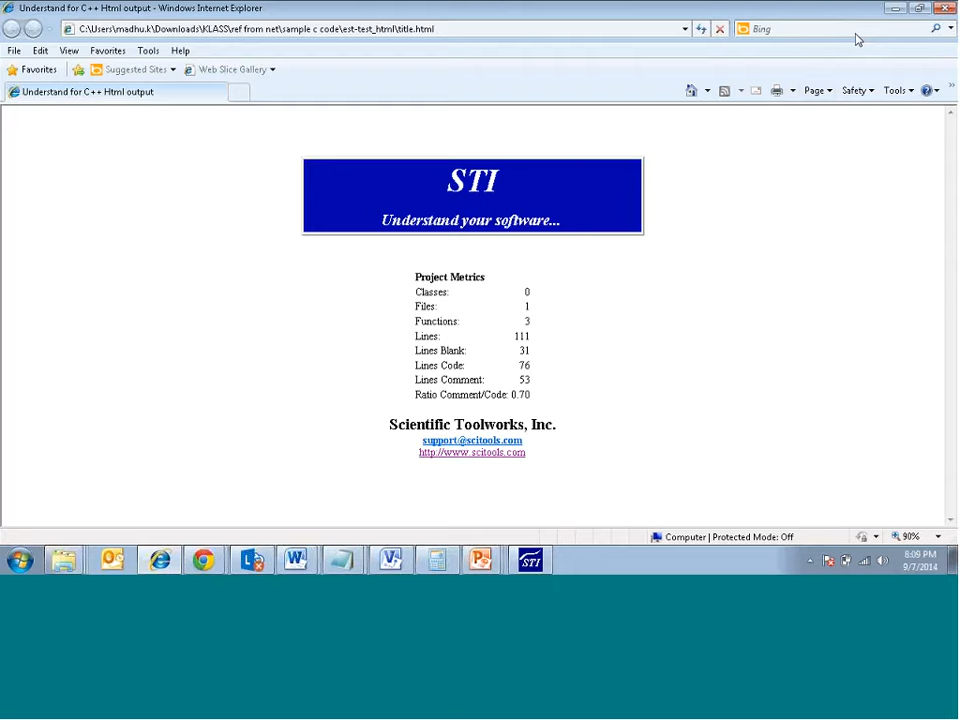 Understand for C++ Html output - Windows Internet Explorer
C:\Users\madhu.k\Downloads\KLASS\ref from net\sample c code\est-test_html\title.html
Bing
File Edit View Favorites Tools Help
Favorites Suggested Sites Web Slice Gallery
Understand for C++ Html output
Page Safety Tools
STI
Understand your software...
Project Metrics
Classes: 0
Files: 1
Functions: 3
Lines: 111
Lines Blank: 31
Lines Code: 76
Lines Comment: 53
Ratio Comment/Code: 0.70
Scientific Toolworks, Inc.
support@scitools.com
http://www.scitools.com
Computer | Protected Mode: Off
90%
STI
8:09 PM
9/7/2014